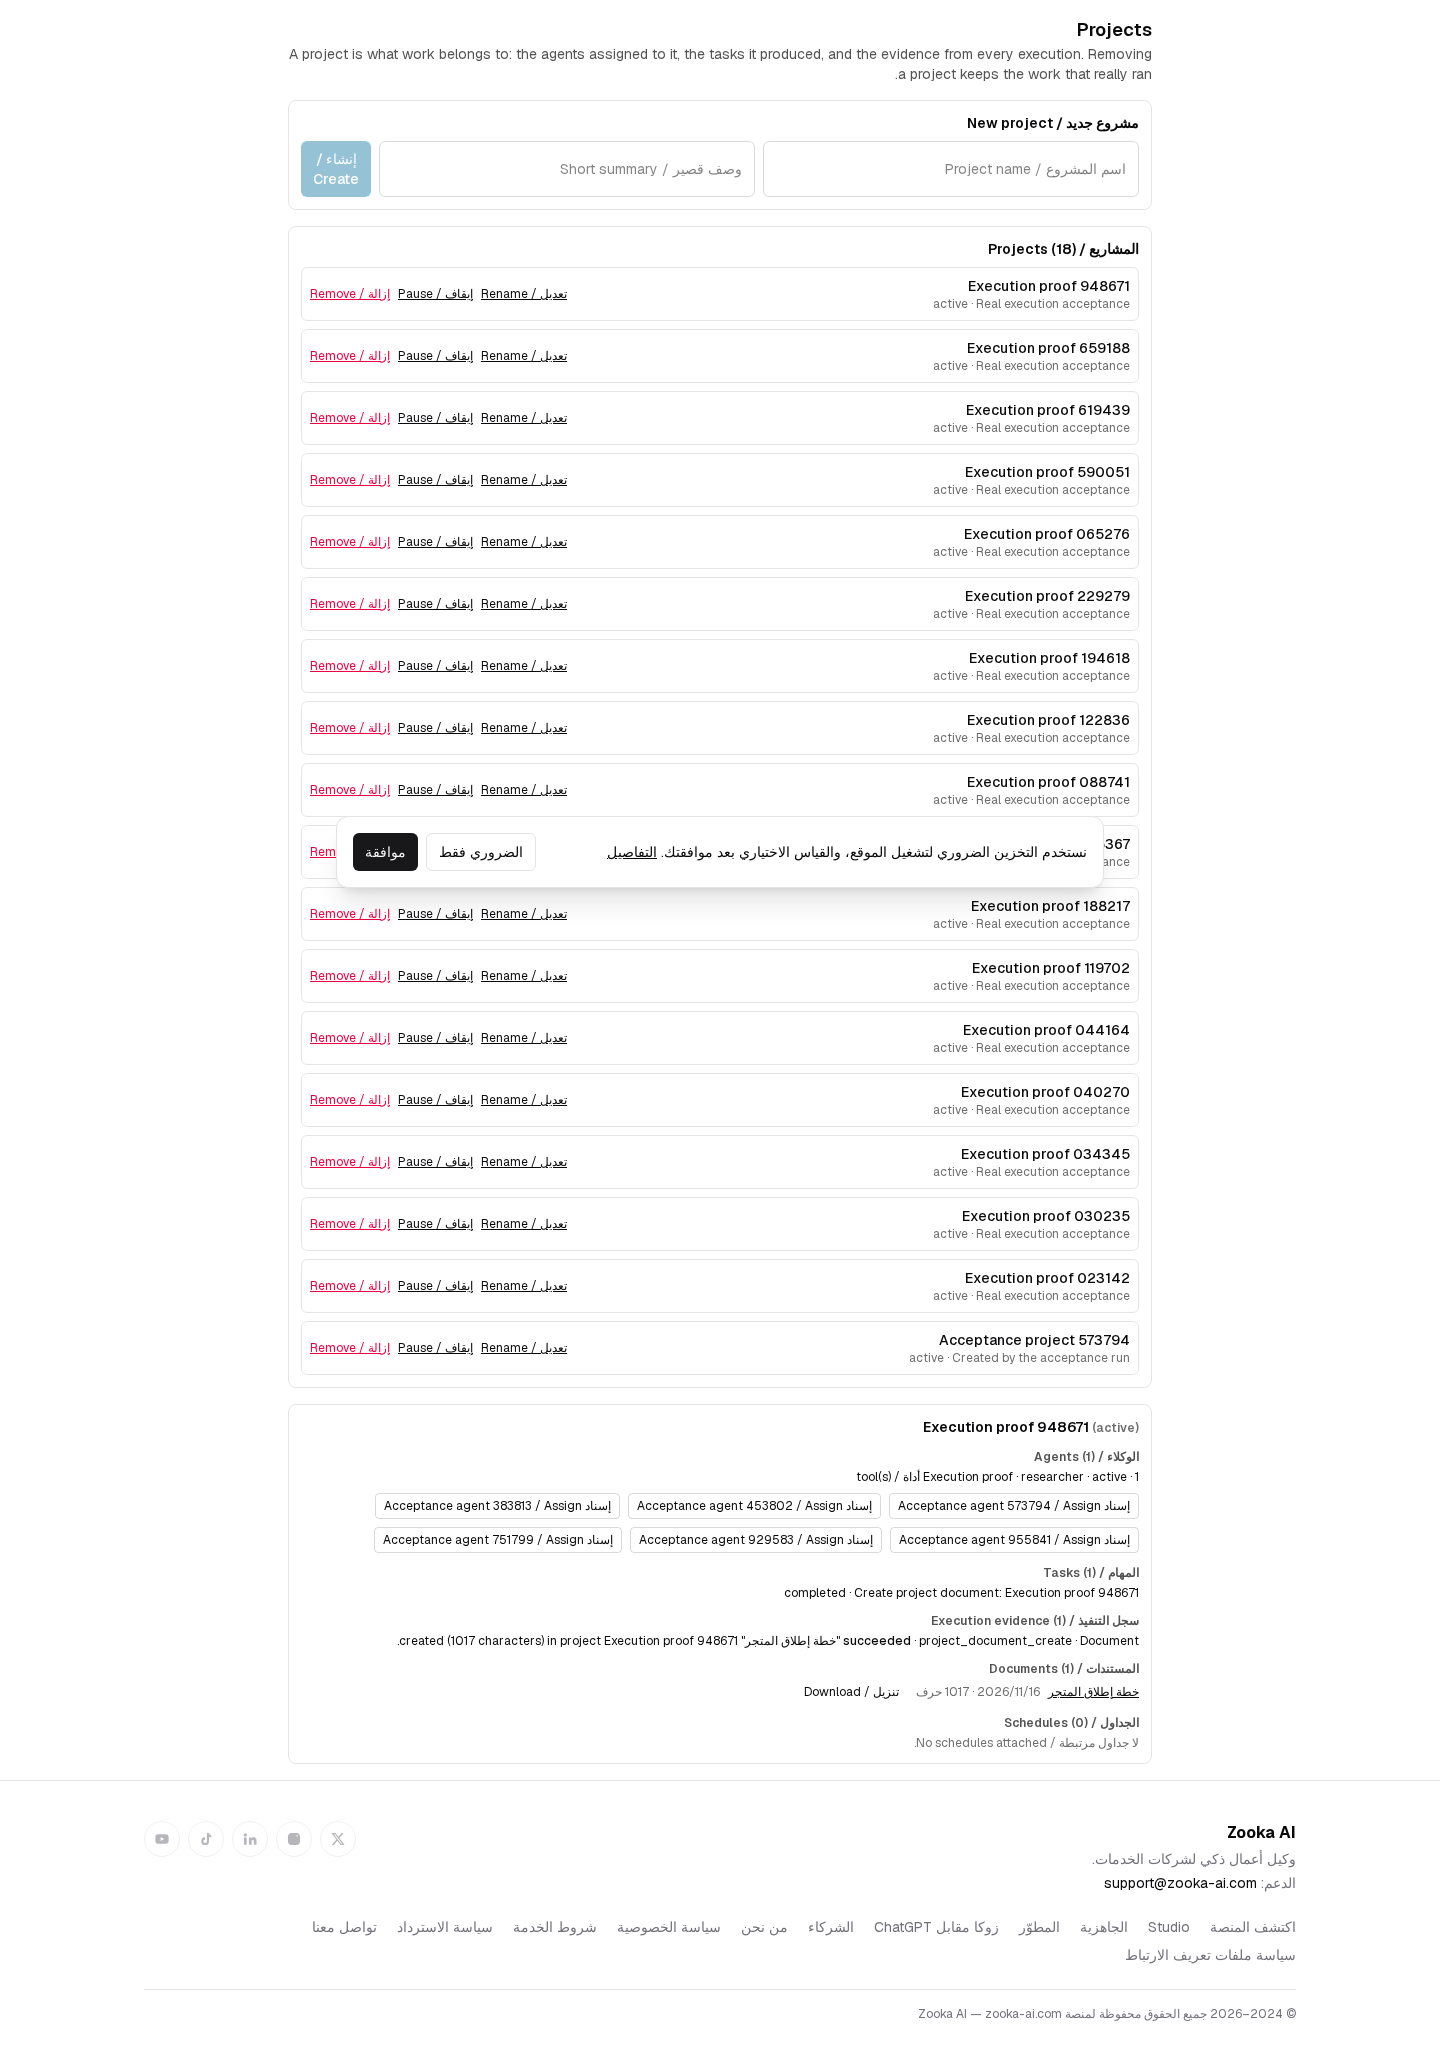 Projects
A project is what work belongs to: the agents assigned to it, the tasks it produced, and the evidence from every execution. Removing
a project keeps the work that really ran.
مشروع جديد / New project
اسم المشروع / Project name
وصف قصير / Short summary
إنشاء /
Create
المشاريع / Projects (18)
Execution proof 948671
active · Real execution acceptance
تعديل / Rename إيقاف / Pause إزالة / Remove
Execution proof 659188
active · Real execution acceptance
تعديل / Rename إيقاف / Pause إزالة / Remove
Execution proof 619439
active · Real execution acceptance
تعديل / Rename إيقاف / Pause إزالة / Remove
Execution proof 590051
active · Real execution acceptance
تعديل / Rename إيقاف / Pause إزالة / Remove
Execution proof 065276
active · Real execution acceptance
تعديل / Rename إيقاف / Pause إزالة / Remove
Execution proof 229279
active · Real execution acceptance
تعديل / Rename إيقاف / Pause إزالة / Remove
Execution proof 194618
active · Real execution acceptance
تعديل / Rename إيقاف / Pause إزالة / Remove
Execution proof 122836
active · Real execution acceptance
تعديل / Rename إيقاف / Pause إزالة / Remove
Execution proof 088741
active · Real execution acceptance
تعديل / Rename إيقاف / Pause إزالة / Remove
نستخدم التخزين الضروري لتشغيل الموقع، والقياس الاختياري بعد موافقتك. التفاصيل
الضروري فقط
موافقة
Execution proof 188217
active · Real execution acceptance
تعديل / Rename إيقاف / Pause إزالة / Remove
Execution proof 119702
active · Real execution acceptance
تعديل / Rename إيقاف / Pause إزالة / Remove
Execution proof 044164
active · Real execution acceptance
تعديل / Rename إيقاف / Pause إزالة / Remove
Execution proof 040270
active · Real execution acceptance
تعديل / Rename إيقاف / Pause إزالة / Remove
Execution proof 034345
active · Real execution acceptance
تعديل / Rename إيقاف / Pause إزالة / Remove
Execution proof 030235
active · Real execution acceptance
تعديل / Rename إيقاف / Pause إزالة / Remove
Execution proof 023142
active · Real execution acceptance
تعديل / Rename إيقاف / Pause إزالة / Remove
Acceptance project 573794
active · Created by the acceptance run
تعديل / Rename إيقاف / Pause إزالة / Remove
Execution proof 948671 (active)
الوكلاء / Agents (1)
Execution proof · researcher · active · 1 أداة / tool(s)
إسناد / Assign Acceptance agent 573794
إسناد / Assign Acceptance agent 453802
إسناد / Assign Acceptance agent 383813
إسناد / Assign Acceptance agent 955841
إسناد / Assign Acceptance agent 929583
إسناد / Assign Acceptance agent 751799
المهام / Tasks (1)
completed · Create project document: Execution proof 948671
سجل التنفيذ / Execution evidence (1)
succeeded · project_document_create · Document "خطة إطلاق المتجر" created (1017 characters) in project Execution proof 948671.
المستندات / Documents (1)
خطة إطلاق المتجر 2026/11/16 · 1017 حرف تنزيل / Download
الجداول / Schedules (0)
لا جداول مرتبطة / No schedules attached.
Zooka AI
وكيل أعمال ذكي لشركات الخدمات.
الدعم: support@zooka-ai.com
اكتشف المنصة Studio الجاهزية المطوّر زوكا مقابل ChatGPT الشركاء من نحن سياسة الخصوصية شروط الخدمة سياسة الاسترداد تواصل معنا
سياسة ملفات تعريف الارتباط
© 2024–2026 جميع الحقوق محفوظة لمنصة Zooka AI — zooka-ai.com